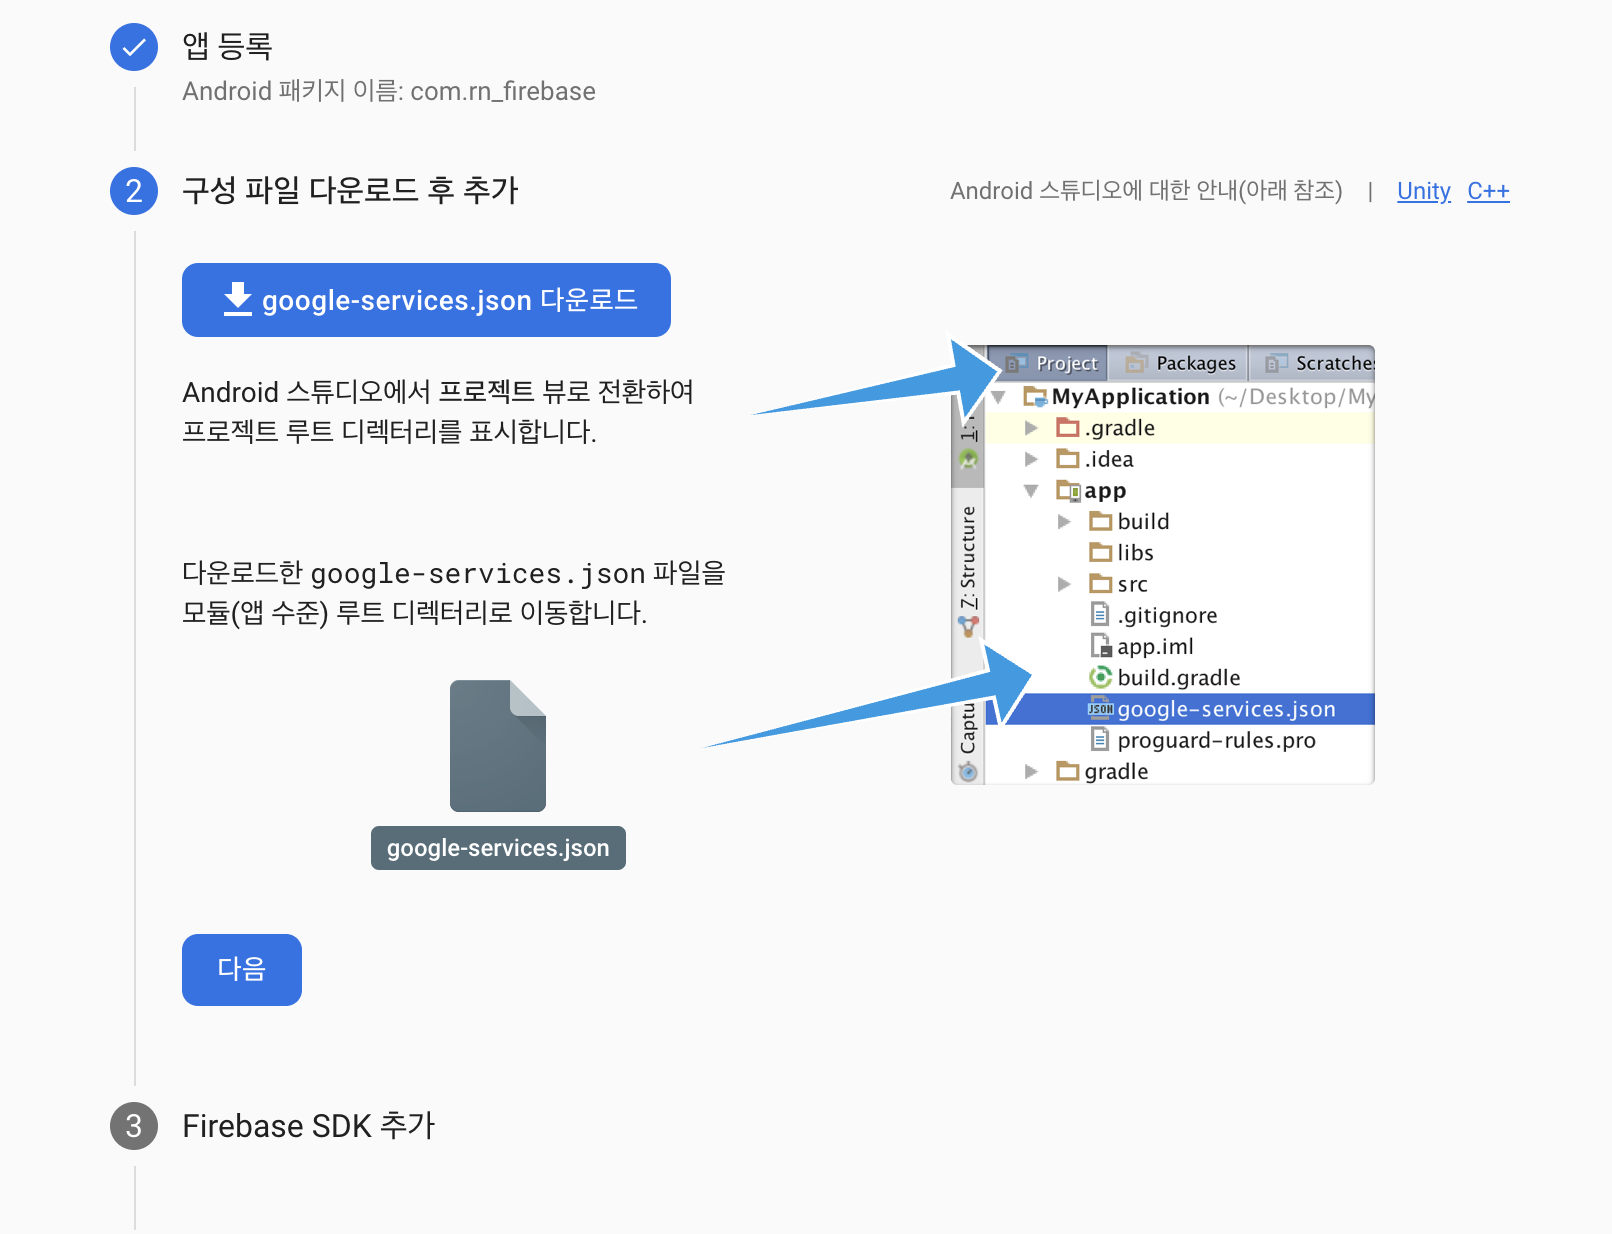 앱 등록
Android 패키지 이름: com.rn_firebase
2
구성 파일 다운로드 후 추가
Android 스튜디오에 대한 안내(아래 참조) | Unity C++
google-services.json 다운로드
Android 스튜디오에서 프로젝트 뷰로 전환하여
프로젝트 루트 디렉터리를 표시합니다.
다운로드한 google-services.json 파일을
모듈(앱 수준) 루트 디렉터리로 이동합니다.
google-services.json
Project Packages Scratches
MyApplication (~/Desktop/My
.gradle
.idea
app
build
libs
src
.gitignore
app.iml
build.gradle
google-services.json
proguard-rules.pro
gradle
1:
Z: Structure
Captu
JSON
다음
3
Firebase SDK 추가